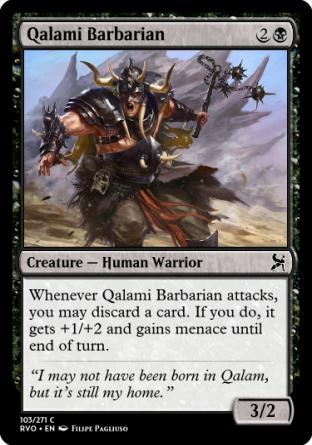 Qalami Barbarian 2
Creature — Human Warrior
Whenever Qalami Barbarian attacks,
you may discard a card. If you do, it
gets +1/+2 and gains menace until
end of turn.
“I may not have been born in Qalam,
but it’s still my home.”
3/2
103/271 C
RVO • EN Filipe Pagliuso